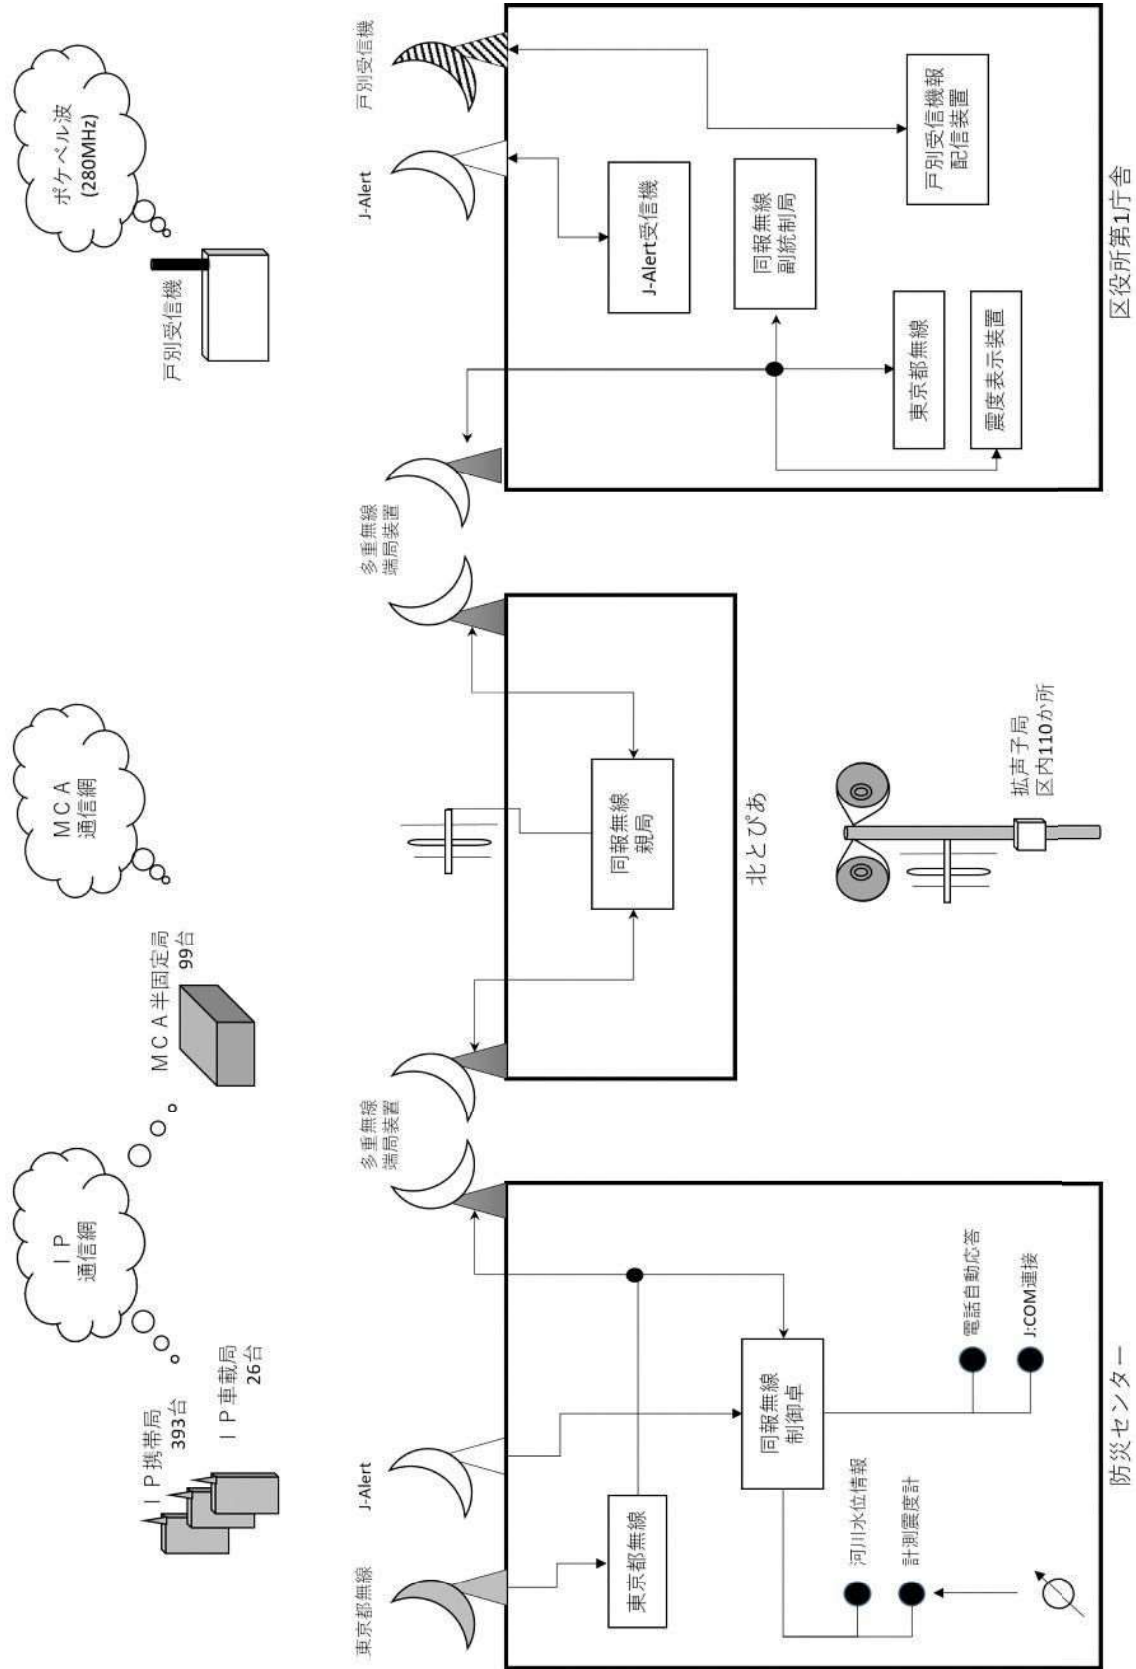 ＩＰ携帯局
393台
ＩＰ車載局
26台
ＩＰ
通信網
ＭＣＡ半固定局
99台
ＭＣＡ
通信網
戸別受信機
ポケベル波
(280MHz)
東京都無線
J-Alert
多重無線
端局装置
多重無線
端局装置
J-Alert
戸別受信機
東京都無線
同報無線
制御卓
河川水位情報
計測震度計
電話自動応答
J:COM連接
防災センター
同報無線
親局
北とぴあ
拡声子局
区内110か所
J-Alert受信機
同報無線
副統制局
東京都無線
震度表示装置
戸別受信機報
配信装置
区役所第1庁舎